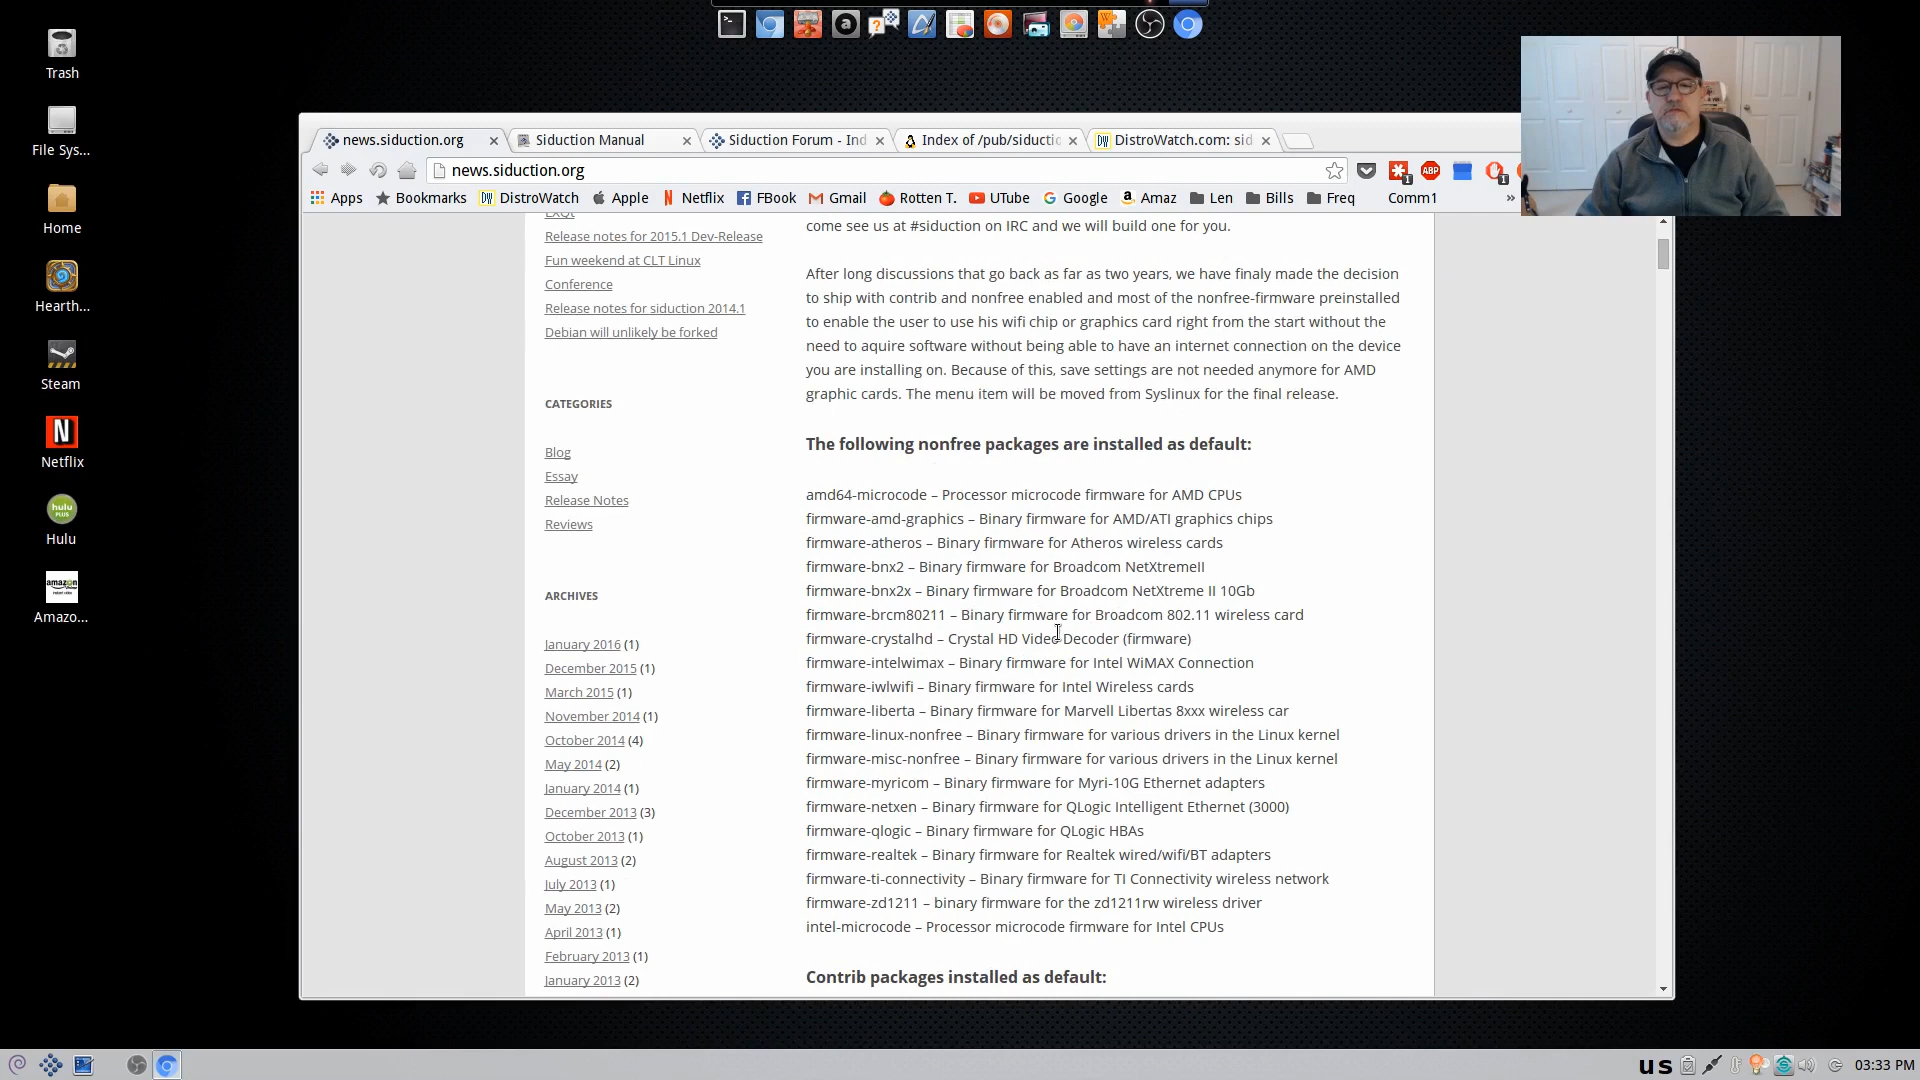 Trash
File Sys...
Home
Hearth...
Steam
N
Netflix
hulu
PLUS
Hulu
amazon
Amazo...
news.siduction.org
Siduction Manual
Siduction Forum - Ind
Index of /pub/siductic
DW
DistroWatch.com: sid
news.siduction.org
1
ABP
1
Apps
Bookmarks
DW
DistroWatch
Apple
Netflix
FBook
Gmail
Rotten T.
UTube
Google
Amaz
Len
Bills
Freq
Comm1
»
LXQt
Release notes for 2015.1 Dev-Release
Fun weekend at CLT Linux
Conference
Release notes for siduction 2014.1
Debian will unlikely be forked
CATEGORIES
Blog
Essay
Release Notes
Reviews
ARCHIVES
January 2016 (1)
December 2015 (1)
March 2015 (1)
November 2014 (1)
October 2014 (4)
May 2014 (2)
January 2014 (1)
December 2013 (3)
October 2013 (1)
August 2013 (2)
July 2013 (1)
May 2013 (2)
April 2013 (1)
February 2013 (1)
January 2013 (2)
come see us at #siduction on IRC and we will build one for you.
After long discussions that go back as far as two years, we have finaly made the decision
to ship with contrib and nonfree enabled and most of the nonfree-firmware preinstalled
to enable the user to use his wifi chip or graphics card right from the start without the
need to aquire software without being able to have an internet connection on the device
you are installing on. Because of this, save settings are not needed anymore for AMD
graphic cards. The menu item will be moved from Syslinux for the final release.
The following nonfree packages are installed as default:
amd64-microcode – Processor microcode firmware for AMD CPUs
firmware-amd-graphics – Binary firmware for AMD/ATI graphics chips
firmware-atheros – Binary firmware for Atheros wireless cards
firmware-bnx2 – Binary firmware for Broadcom NetXtremeII
firmware-bnx2x – Binary firmware for Broadcom NetXtreme II 10Gb
firmware-brcm80211 – Binary firmware for Broadcom 802.11 wireless card
firmware-crystalhd – Crystal HD Video Decoder (firmware)
firmware-intelwimax – Binary firmware for Intel WiMAX Connection
firmware-iwlwifi – Binary firmware for Intel Wireless cards
firmware-liberta – Binary firmware for Marvell Libertas 8xxx wireless car
firmware-linux-nonfree – Binary firmware for various drivers in the Linux kernel
firmware-misc-nonfree – Binary firmware for various drivers in the Linux kernel
firmware-myricom – Binary firmware for Myri-10G Ethernet adapters
firmware-netxen – Binary firmware for QLogic Intelligent Ethernet (3000)
firmware-qlogic – Binary firmware for QLogic HBAs
firmware-realtek – Binary firmware for Realtek wired/wifi/BT adapters
firmware-ti-connectivity – Binary firmware for TI Connectivity wireless network
firmware-zd1211 – binary firmware for the zd1211rw wireless driver
intel-microcode – Processor microcode firmware for Intel CPUs
Contrib packages installed as default:
us
03:33 PM